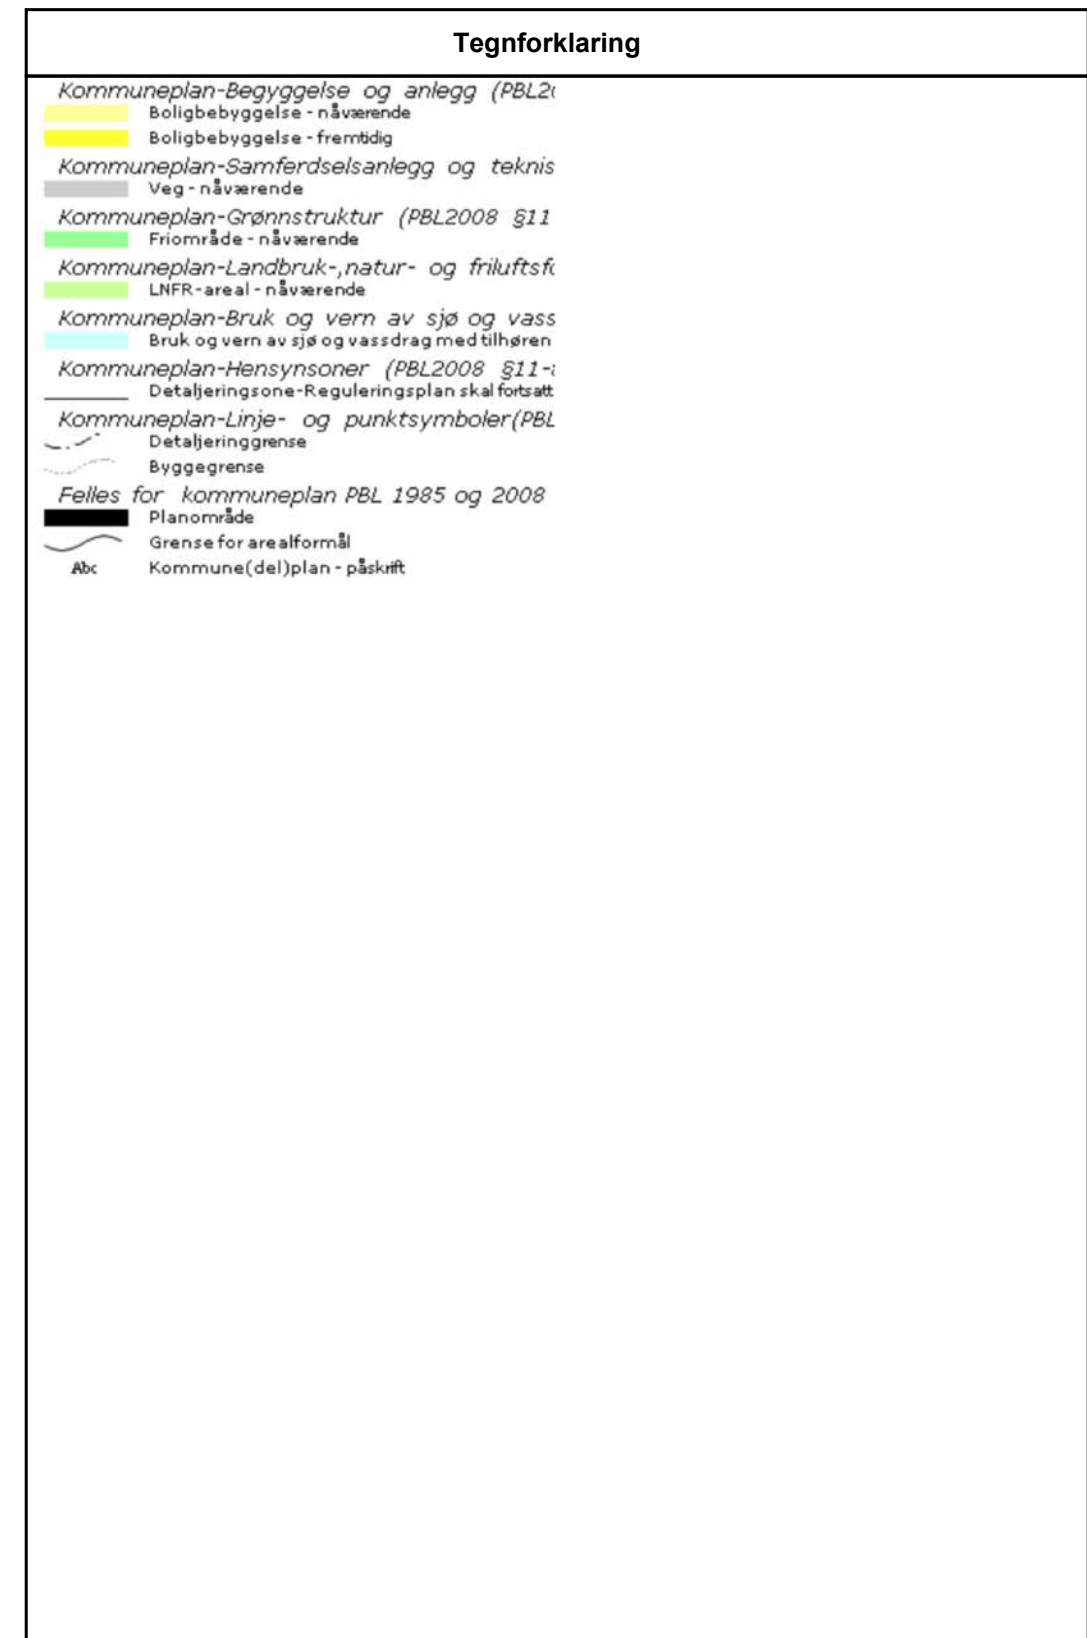 Tegnforklaring
Kommuneplan-Begyggelse og anlegg (PBL20
Boligbebyggelse - nåværende
Boligbebyggelse - fremtidig
Kommuneplan-Samferdselsanlegg og teknis
Veg - nåværende
Kommuneplan-Grønnstruktur (PBL2008 §11
Friområde - nåværende
Kommuneplan-Landbruk-,natur- og friluftsfo
LNFR-areal - nåværende
Kommuneplan-Bruk og vern av sjø og vass
Bruk og vern av sjø og vassdrag med tilhøren
Kommuneplan-Hensynsoner (PBL2008 §11-8
Detaljeringsone-Reguleringsplan skal fortsatt
Kommuneplan-Linje- og punktsymboler(PBL
Detaljeringgrense
Byggegrense
Felles for kommuneplan PBL 1985 og 2008
Planområde
Grense for arealformål
Abc Kommune(del)plan - påskrift